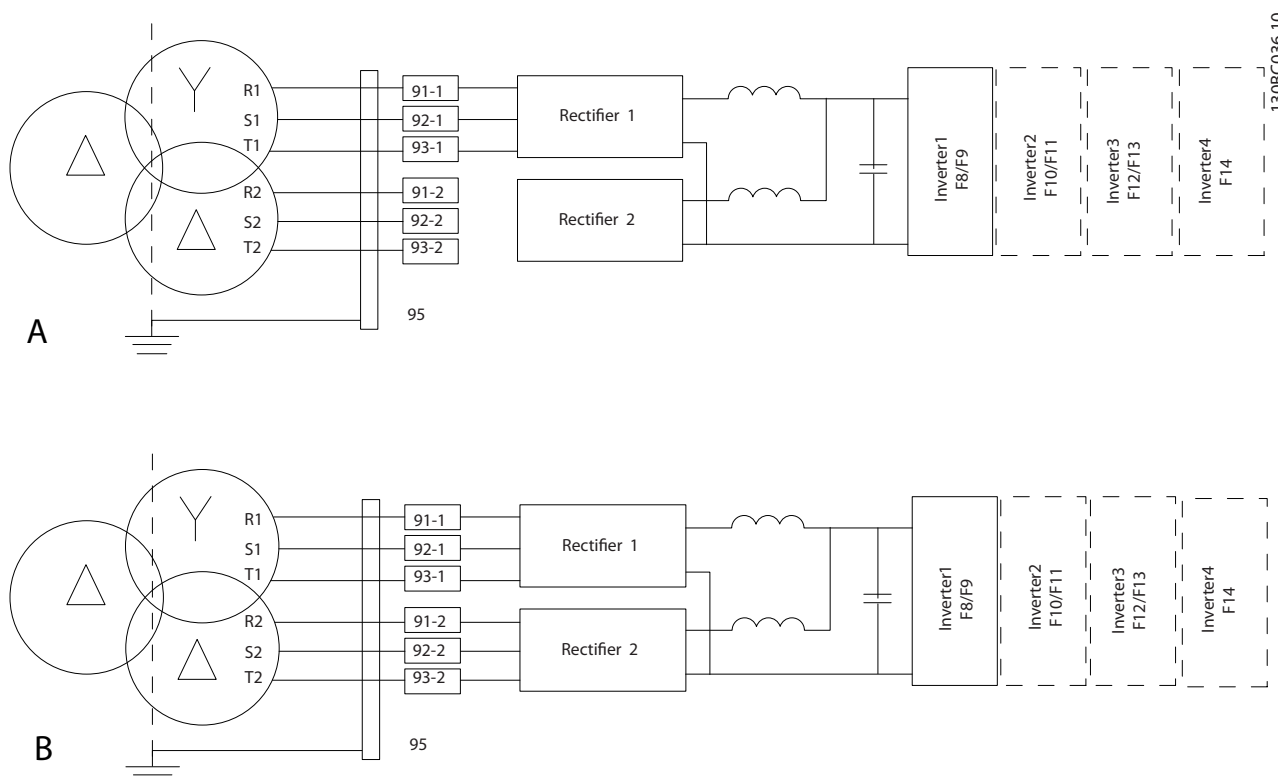 130BC036.10
R1
91-1
S1
92-1
T1
93-1
Rectifier 1
R2
91-2
S2
92-2
T2
93-2
Rectifier 2
Inverter1
F8/F9
Inverter2
F10/F11
Inverter3
F12/F13
Inverter4
F14
95
A
R1
91-1
S1
92-1
T1
93-1
Rectifier 1
R2
91-2
S2
92-2
T2
93-2
Rectifier 2
Inverter1
F8/F9
Inverter2
F10/F11
Inverter3
F12/F13
Inverter4
F14
95
B